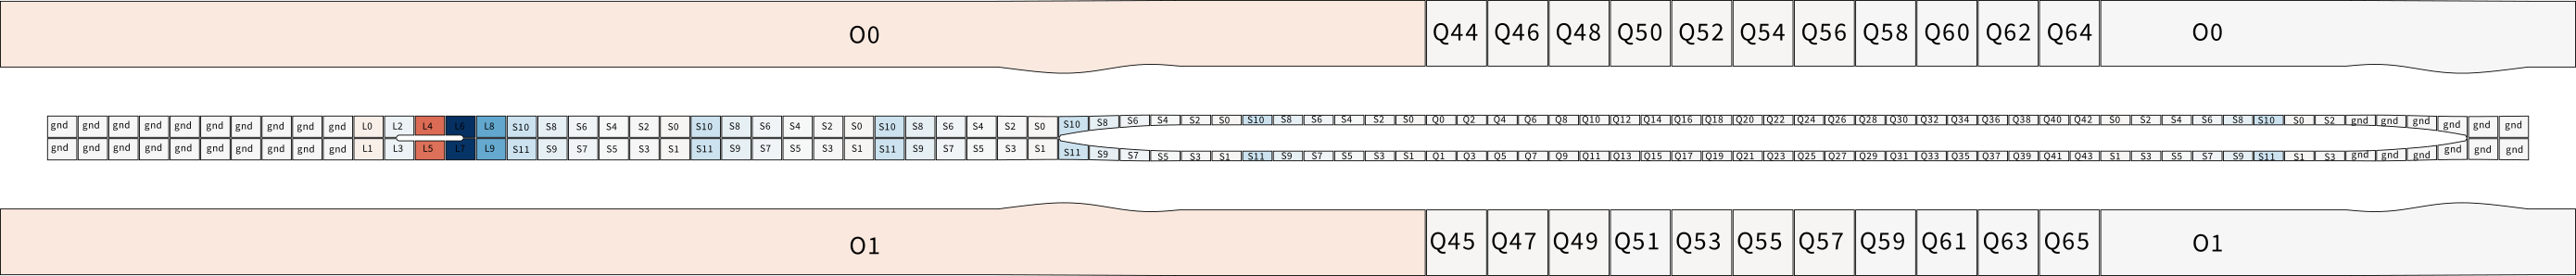 O0 Q44 Q46 Q48 Q50 Q52 Q54 Q56 Q58 Q60 Q62 Q64 O0
gnd gnd gnd gnd gnd gnd gnd gnd gnd gnd L0 L2 L4 L6 L8 S10 S8 S6 S4 S2 S0 S10 S8 S6 S4 S2 S0 S10 S8 S6 S4 S2 S0 S10 S8 S6 S4 S2 S0 S10 S8 S6 S4 S2 S0 Q0 Q2 Q4 Q6 Q8 Q10 Q12 Q14 Q16 Q18 Q20 Q22 Q24 Q26 Q28 Q30 Q32 Q34 Q36 Q38 Q40 Q42 S0 S2 S4 S6 S8 S10 S0 S2 gnd gnd gnd gnd gnd gnd
gnd gnd gnd gnd gnd gnd gnd gnd gnd gnd L1 L3 L5 L7 L9 S11 S9 S7 S5 S3 S1 S11 S9 S7 S5 S3 S1 S11 S9 S7 S5 S3 S1 S11 S9 S7 S5 S3 S1 S11 S9 S7 S5 S3 S1 Q1 Q3 Q5 Q7 Q9 Q11 Q13 Q15 Q17 Q19 Q21 Q23 Q25 Q27 Q29 Q31 Q33 Q35 Q37 Q39 Q41 Q43 S1 S3 S5 S7 S9 S11 S1 S3 gnd gnd gnd gnd gnd gnd
O1 Q45 Q47 Q49 Q51 Q53 Q55 Q57 Q59 Q61 Q63 Q65 O1